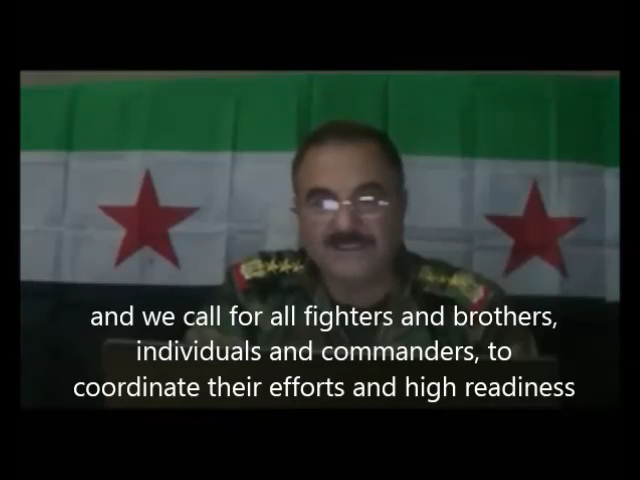 and we call for all fighters and brothers,
individuals and commanders, to
coordinate their efforts and high readiness